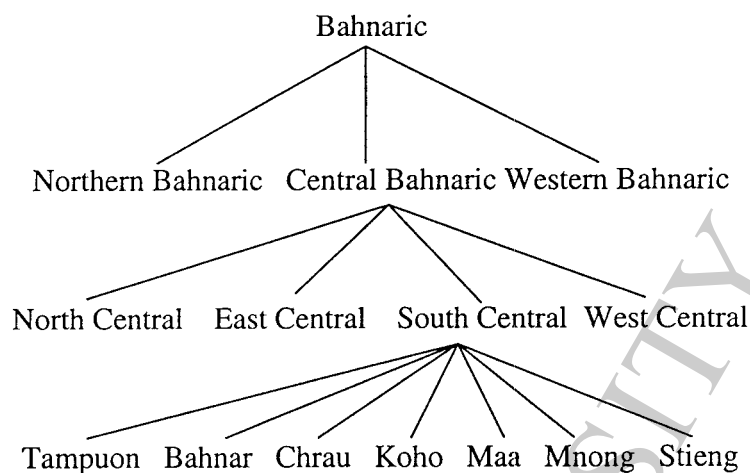 Bahnaric
Northern Bahnaric Central Bahnaric Western Bahnaric
North Central East Central South Central West Central
Tampuon Bahnar Chrau Koho Maa Mnong Stieng
SITY